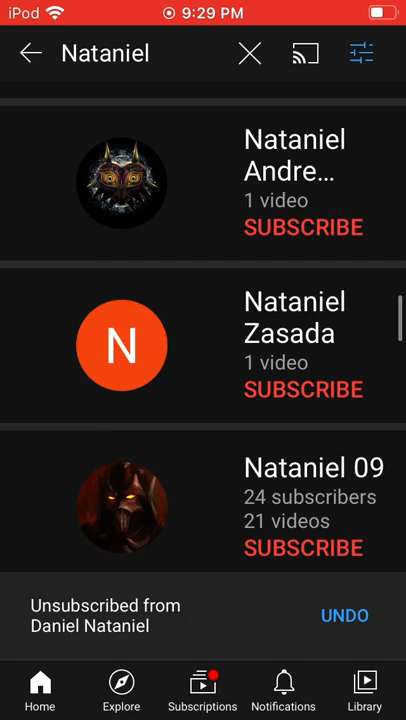 iPod 9:29 PM
Nataniel
Nataniel
Andre...
1 video
SUBSCRIBE
N
Nataniel
Zasada
1 video
SUBSCRIBE
Nataniel 09
24 subscribers
21 videos
SUBSCRIBE
Unsubscribed from
Daniel Nataniel
UNDO
Home Explore Subscriptions Notifications Library